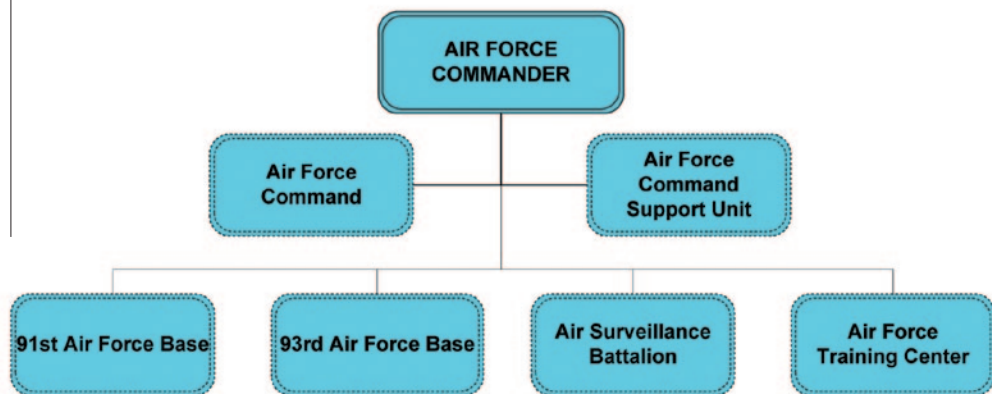 AIR FORCE
COMMANDER
Air Force
Command
Air Force
Command
Support Unit
91st Air Force Base
93rd Air Force Base
Air Surveillance
Battalion
Air Force
Training Center